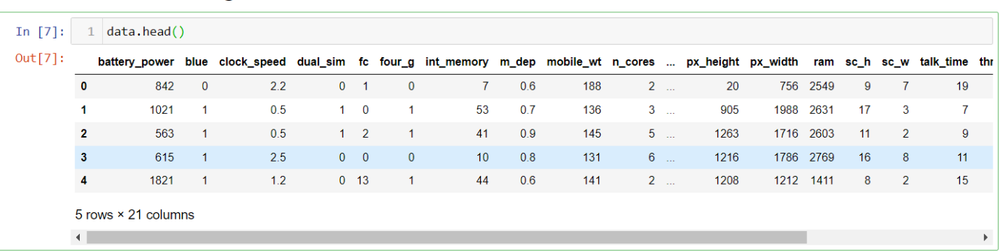 In [7]: 1 data.head()
Out[7]:
battery_power blue clock_speed dual_sim fc four_g int_memory m_dep mobile_wt n_cores ... px_height px_width ram sc_h sc_w talk_time thr
0 842 0 2.2 0 1 0 7 0.6 188 2 ... 20 756 2549 9 7 19
1 1021 1 0.5 1 0 1 53 0.7 136 3 ... 905 1988 2631 17 3 7
2 563 1 0.5 1 2 1 41 0.9 145 5 ... 1263 1716 2603 11 2 9
3 615 1 2.5 0 0 0 10 0.8 131 6 ... 1216 1786 2769 16 8 11
4 1821 1 1.2 0 13 1 44 0.6 141 2 ... 1208 1212 1411 8 2 15
5 rows × 21 columns